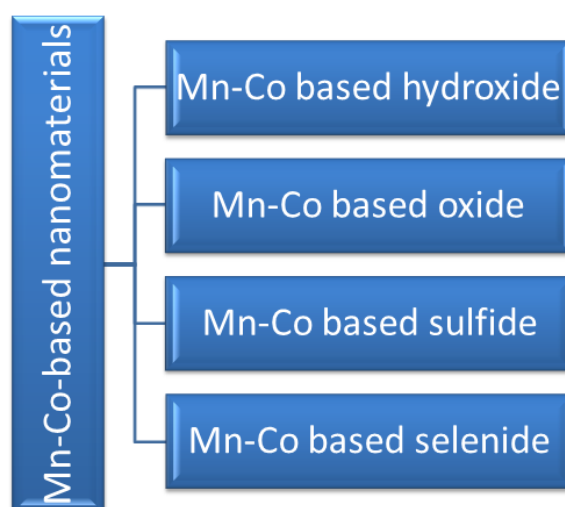 Mn-Co-based nanomaterials
Mn-Co based hydroxide
Mn-Co based oxide
Mn-Co based sulfide
Mn-Co based selenide